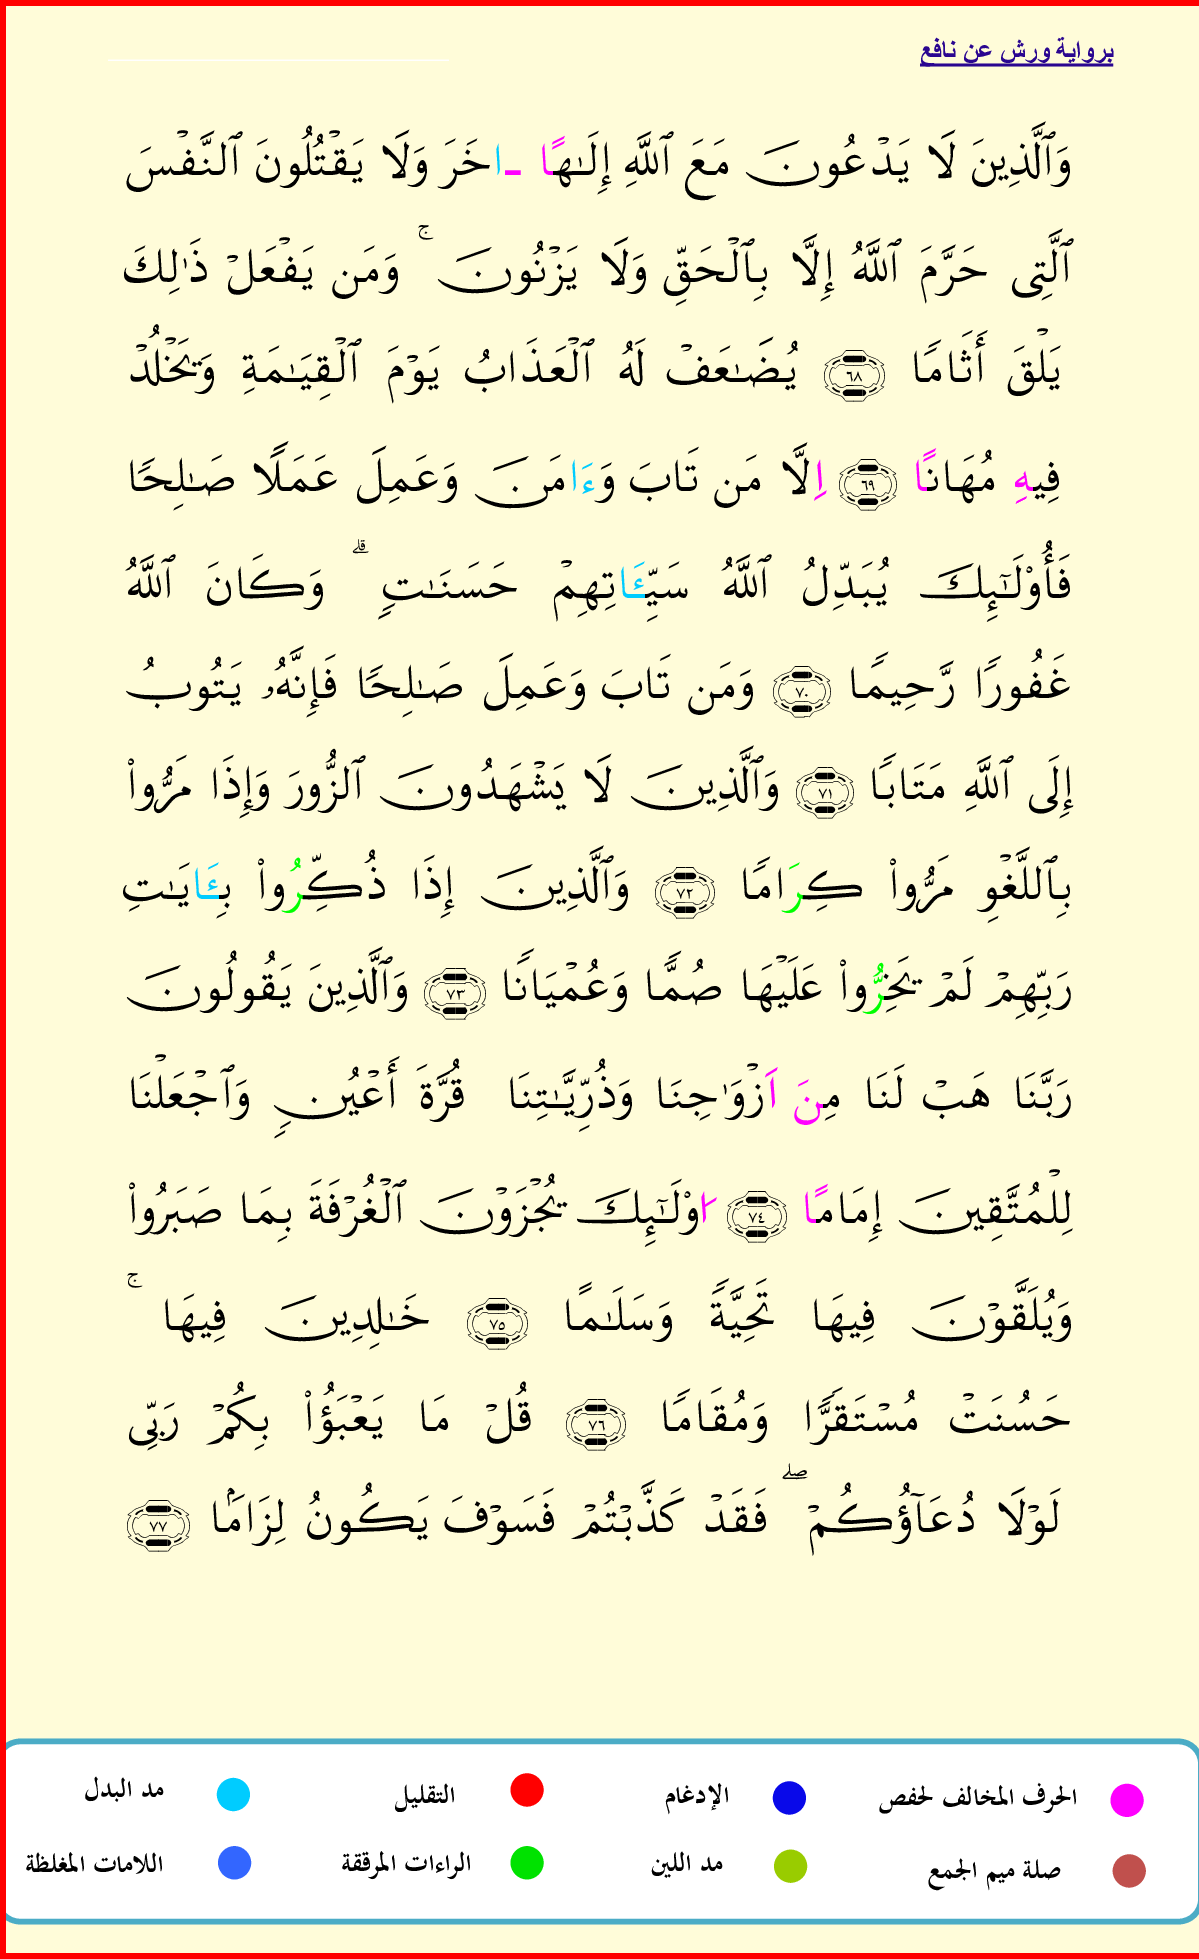 برواية ورش عن نافع
وَٱلَّذِينَ لَا يَدْعُونَ مَعَ ٱللَّهِ إِلَـٰهًا ـاخَرَ وَلَا يَقْتُلُونَ ٱلنَّفْسَ
ٱلَّتِى حَرَّمَ ٱللَّهُ إِلَّا بِٱلْحَقِّ وَلَا يَزْنُونَ ۚ وَمَن يَفْعَلْ ذَٰلِكَ
يَلْقَ أَثَامًا ٦٨ يُضَـٰعَفْ لَهُ ٱلْعَذَابُ يَوْمَ ٱلْقِيَـٰمَةِ وَيَخْلُدْ
فِيهِ مُهَانًا ٦٩ اِلَّا مَن تَابَ وَءَامَنَ وَعَمِلَ عَمَلًا صَـٰلِحًا
فَأُوْلَـٰٓئِكَ يُبَدِّلُ ٱللَّهُ سَيِّـَٔاتِهِمْ حَسَنَـٰتٍ ۗ وَكَانَ ٱللَّهُ
غَفُورًا رَّحِيمًا ٧٠ وَمَن تَابَ وَعَمِلَ صَـٰلِحًا فَإِنَّهُۥ يَتُوبُ
إِلَى ٱللَّهِ مَتَابًا ٧١ وَٱلَّذِينَ لَا يَشْهَدُونَ ٱلزُّورَ وَإِذَا مَرُّواْ
بِٱللَّغْوِ مَرُّواْ كِرَامًا ٧٢ وَٱلَّذِينَ إِذَا ذُكِّرُواْ بِـَٔايَـٰتِ
رَبِّهِمْ لَمْ يَخِرُّواْ عَلَيْهَا صُمًّا وَعُمْيَانًا ٧٣ وَٱلَّذِينَ يَقُولُونَ
رَبَّنَا هَبْ لَنَا مِنَ اَزْوَٰجِنَا وَذُرِّيَّـٰتِنَا قُرَّةَ أَعْيُنٍ وَٱجْعَلْنَا
لِلْمُتَّقِينَ إِمَامًا ٧٤ اوْلَـٰٓئِكَ يُجْزَوْنَ ٱلْغُرْفَةَ بِمَا صَبَرُواْ
وَيُلَقَّوْنَ فِيهَا تَحِيَّةً وَسَلَـٰمًا ٧٥ خَـٰلِدِينَ فِيهَا ۚ
حَسُنَتْ مُسْتَقَرًّا وَمُقَامًا ٧٦ قُلْ مَا يَعْبَؤُاْ بِكُمْ رَبِّى
لَوْلَا دُعَآؤُكُمْ ۖ فَقَدْ كَذَّبْتُمْ فَسَوْفَ يَكُونُ لِزَامًۢا ٧٧
الحرف المخالف لحفص الإدغام التقليل مد البدل
صلة ميم الجمع مد اللين الراءات المرققة اللامات المغلظة